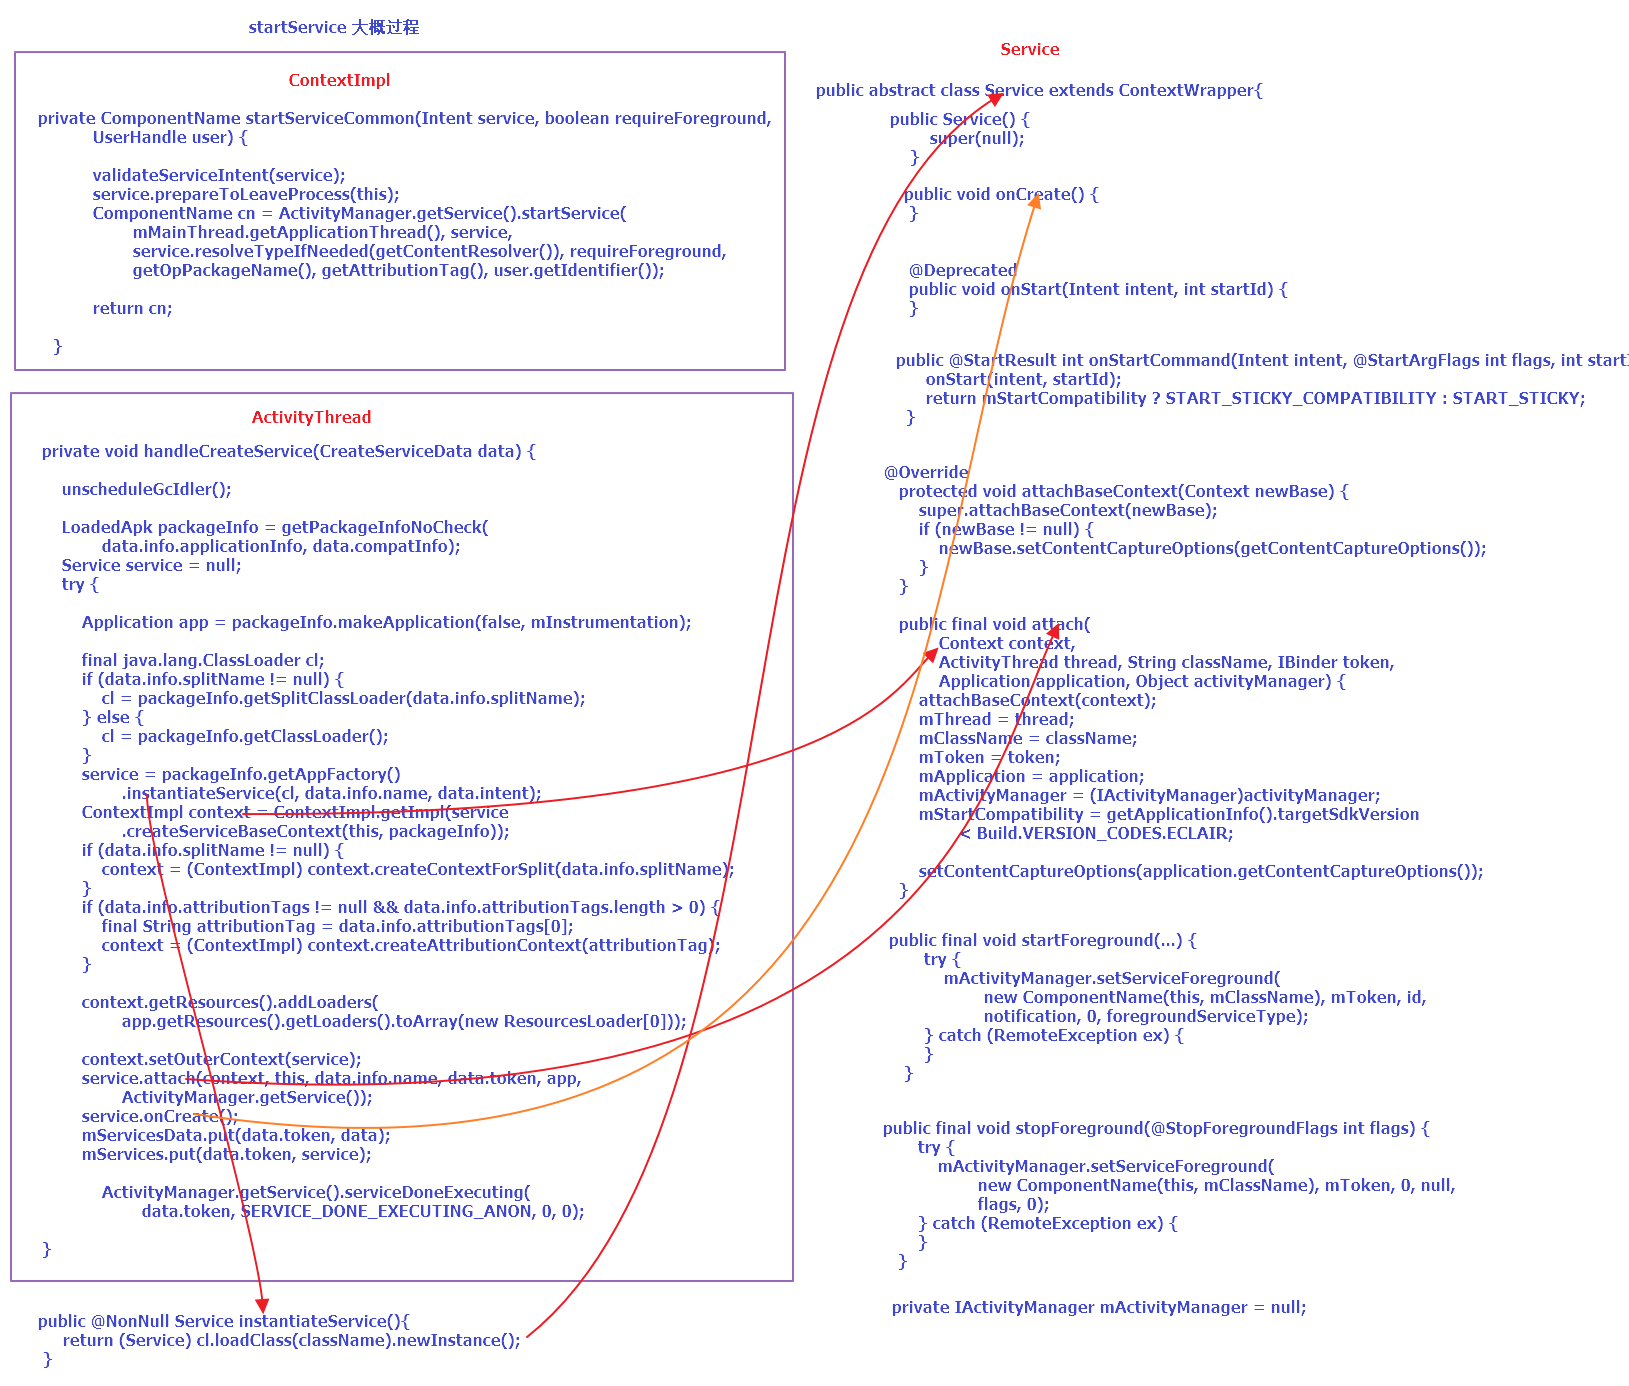 startService 大概过程
ContextImpl
private ComponentName startServiceCommon(Intent service, boolean requireForeground,
UserHandle user) {
validateServiceIntent(service);
service.prepareToLeaveProcess(this);
ComponentName cn = ActivityManager.getService().startService(
mMainThread.getApplicationThread(), service,
service.resolveTypeIfNeeded(getContentResolver()), requireForeground,
getOpPackageName(), getAttributionTag(), user.getIdentifier());
return cn;
}
ActivityThread
private void handleCreateService(CreateServiceData data) {
unscheduleGcIdler();
LoadedApk packageInfo = getPackageInfoNoCheck(
data.info.applicationInfo, data.compatInfo);
Service service = null;
try {
Application app = packageInfo.makeApplication(false, mInstrumentation);
final java.lang.ClassLoader cl;
if (data.info.splitName != null) {
cl = packageInfo.getSplitClassLoader(data.info.splitName);
} else {
cl = packageInfo.getClassLoader();
}
service = packageInfo.getAppFactory()
.instantiateService(cl, data.info.name, data.intent);
ContextImpl context = ContextImpl.getImpl(service
.createServiceBaseContext(this, packageInfo));
if (data.info.splitName != null) {
context = (ContextImpl) context.createContextForSplit(data.info.splitName);
}
if (data.info.attributionTags != null && data.info.attributionTags.length > 0) {
final String attributionTag = data.info.attributionTags[0];
context = (ContextImpl) context.createAttributionContext(attributionTag);
}
context.getResources().addLoaders(
app.getResources().getLoaders().toArray(new ResourcesLoader[0]));
context.setOuterContext(service);
service.attach(context, this, data.info.name, data.token, app,
ActivityManager.getService());
service.onCreate();
mServicesData.put(data.token, data);
mServices.put(data.token, service);
ActivityManager.getService().serviceDoneExecuting(
data.token, SERVICE_DONE_EXECUTING_ANON, 0, 0);
}
public @NonNull Service instantiateService(){
return (Service) cl.loadClass(className).newInstance();
}
Service
public abstract class Service extends ContextWrapper{
public Service() {
super(null);
}
public void onCreate() {
}
@Deprecated
public void onStart(Intent intent, int startId) {
}
public @StartResult int onStartCommand(Intent intent, @StartArgFlags int flags, int start
onStart(intent, startId);
return mStartCompatibility ? START_STICKY_COMPATIBILITY : START_STICKY;
}
@Override
protected void attachBaseContext(Context newBase) {
super.attachBaseContext(newBase);
if (newBase != null) {
newBase.setContentCaptureOptions(getContentCaptureOptions());
}
}
public final void attach(
Context context,
ActivityThread thread, String className, IBinder token,
Application application, Object activityManager) {
attachBaseContext(context);
mThread = thread;
mClassName = className;
mToken = token;
mApplication = application;
mActivityManager = (IActivityManager)activityManager;
mStartCompatibility = getApplicationInfo().targetSdkVersion
< Build.VERSION_CODES.ECLAIR;
setContentCaptureOptions(application.getContentCaptureOptions());
}
public final void startForeground(...) {
try {
mActivityManager.setServiceForeground(
new ComponentName(this, mClassName), mToken, id,
notification, 0, foregroundServiceType);
} catch (RemoteException ex) {
}
}
public final void stopForeground(@StopForegroundFlags int flags) {
try {
mActivityManager.setServiceForeground(
new ComponentName(this, mClassName), mToken, 0, null,
flags, 0);
} catch (RemoteException ex) {
}
}
private IActivityManager mActivityManager = null;